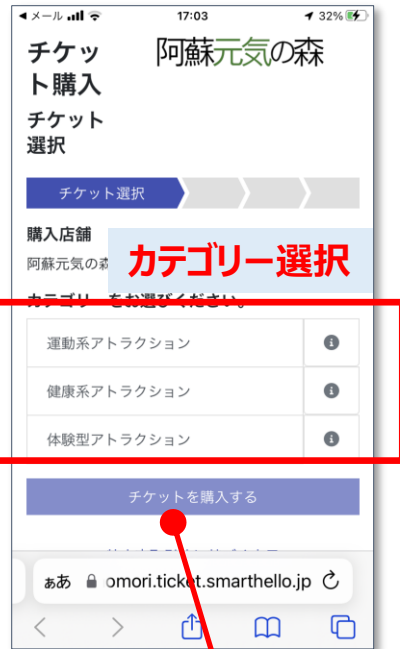 メール 17:03 32%
チケッ
ト購入
阿蘇元気の森
チケット
選択
チケット選択
購入店舗
阿蘇元気の森
カテゴリー選択
カテゴリーをお選びください。
運動系アトラクション
健康系アトラクション
体験型アトラクション
チケットを購入する
ぁあ omori.ticket.smarthello.jp